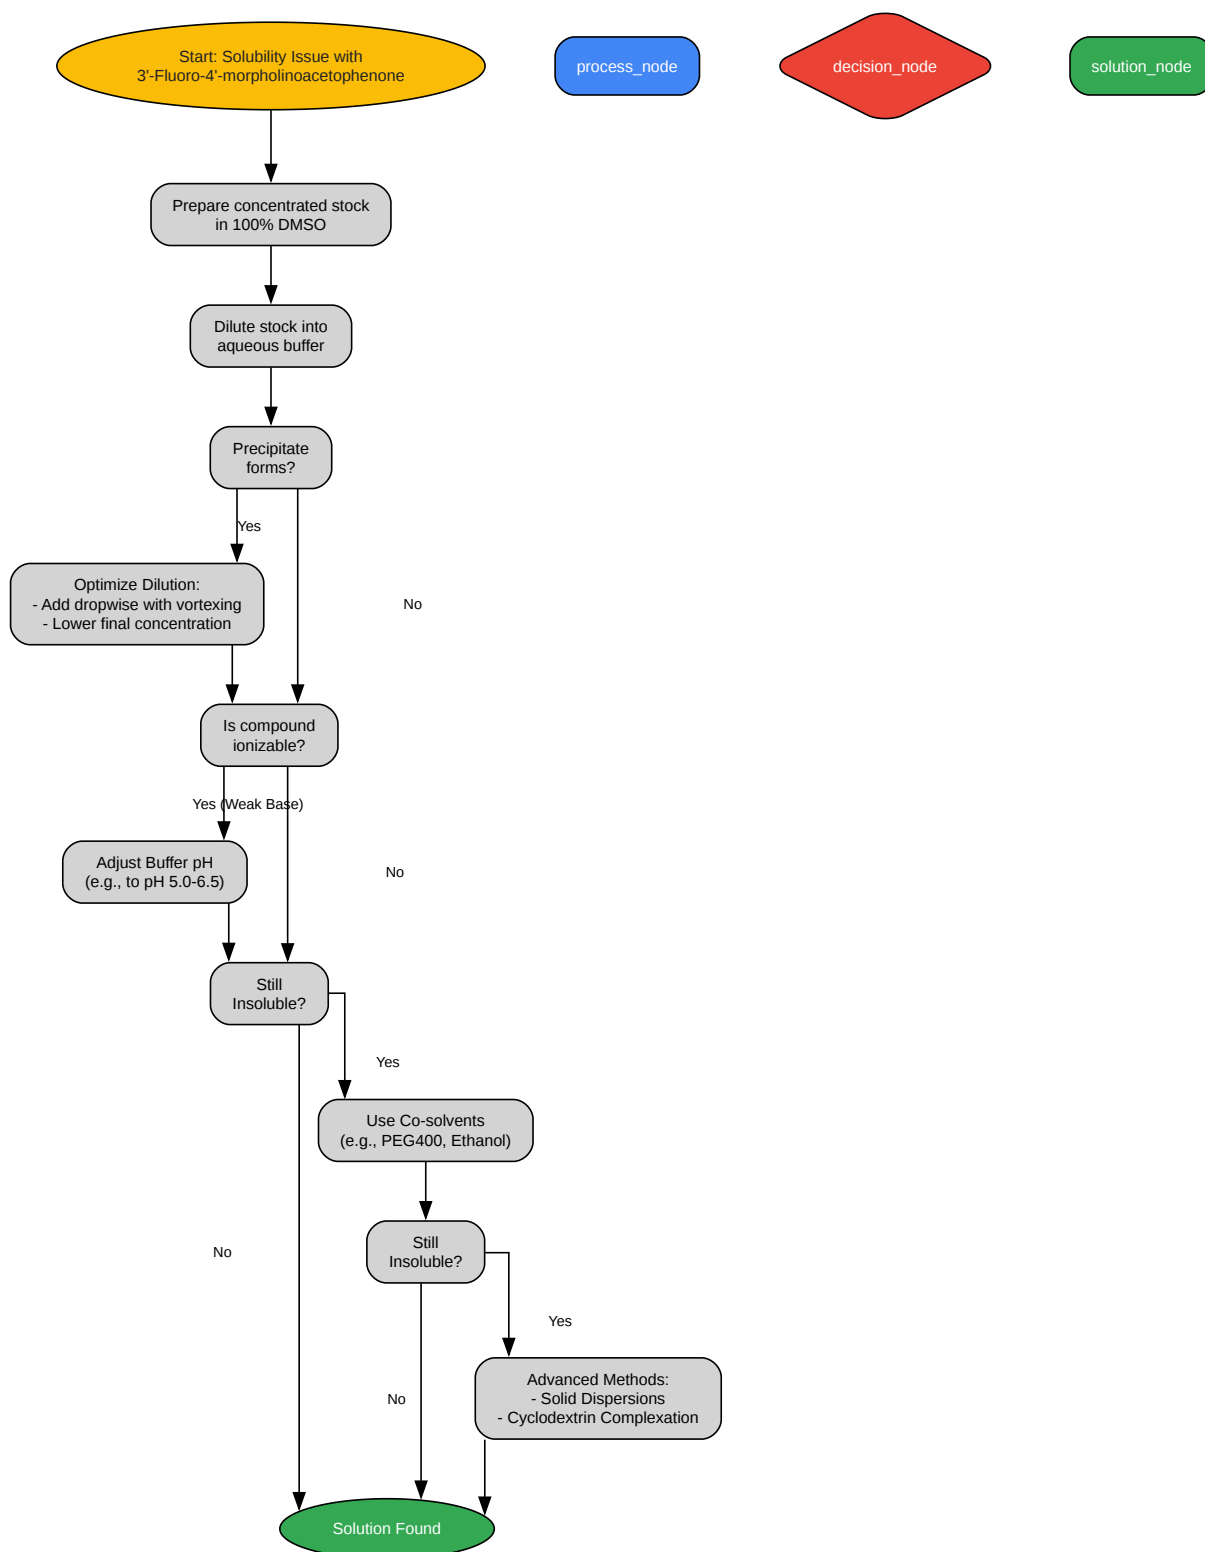 Start: Solubility Issue with
3'-Fluoro-4'-morpholinoacetophenone
process_node
decision_node
solution_node
Prepare concentrated stock
in 100% DMSO
Dilute stock into
aqueous buffer
Precipitate
forms?
Yes
Optimize Dilution:
- Add dropwise with vortexing
- Lower final concentration
No
Is compound
ionizable?
Yes (Weak Base)
Adjust Buffer pH
(e.g., to pH 5.0-6.5)
No
Still
Insoluble?
Yes
Use Co-solvents
(e.g., PEG400, Ethanol)
Still
Insoluble?
No
Yes
Advanced Methods:
- Solid Dispersions
- Cyclodextrin Complexation
No
Solution Found